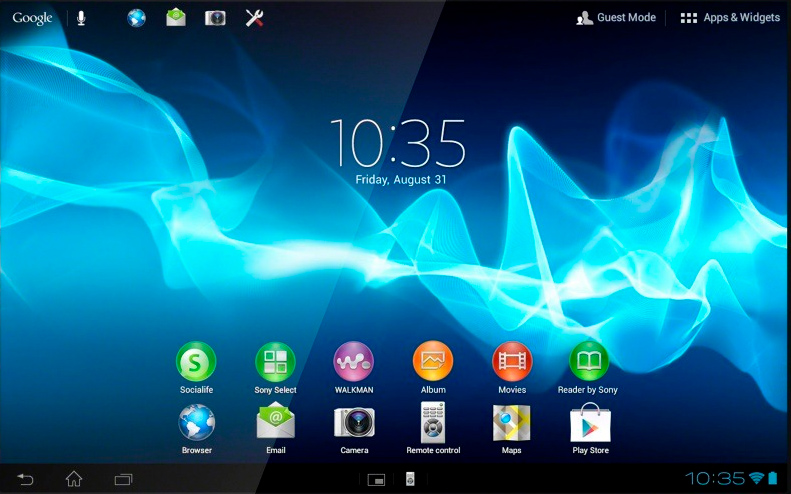 Google
Guest Mode
Apps & Widgets
10:35
Friday, August 31
S
Socialife
Sony Select
WALKMAN
Album
Movies
Reader by Sony
@
Browser
Email
Camera
Remote control
Maps
Play Store
10:35